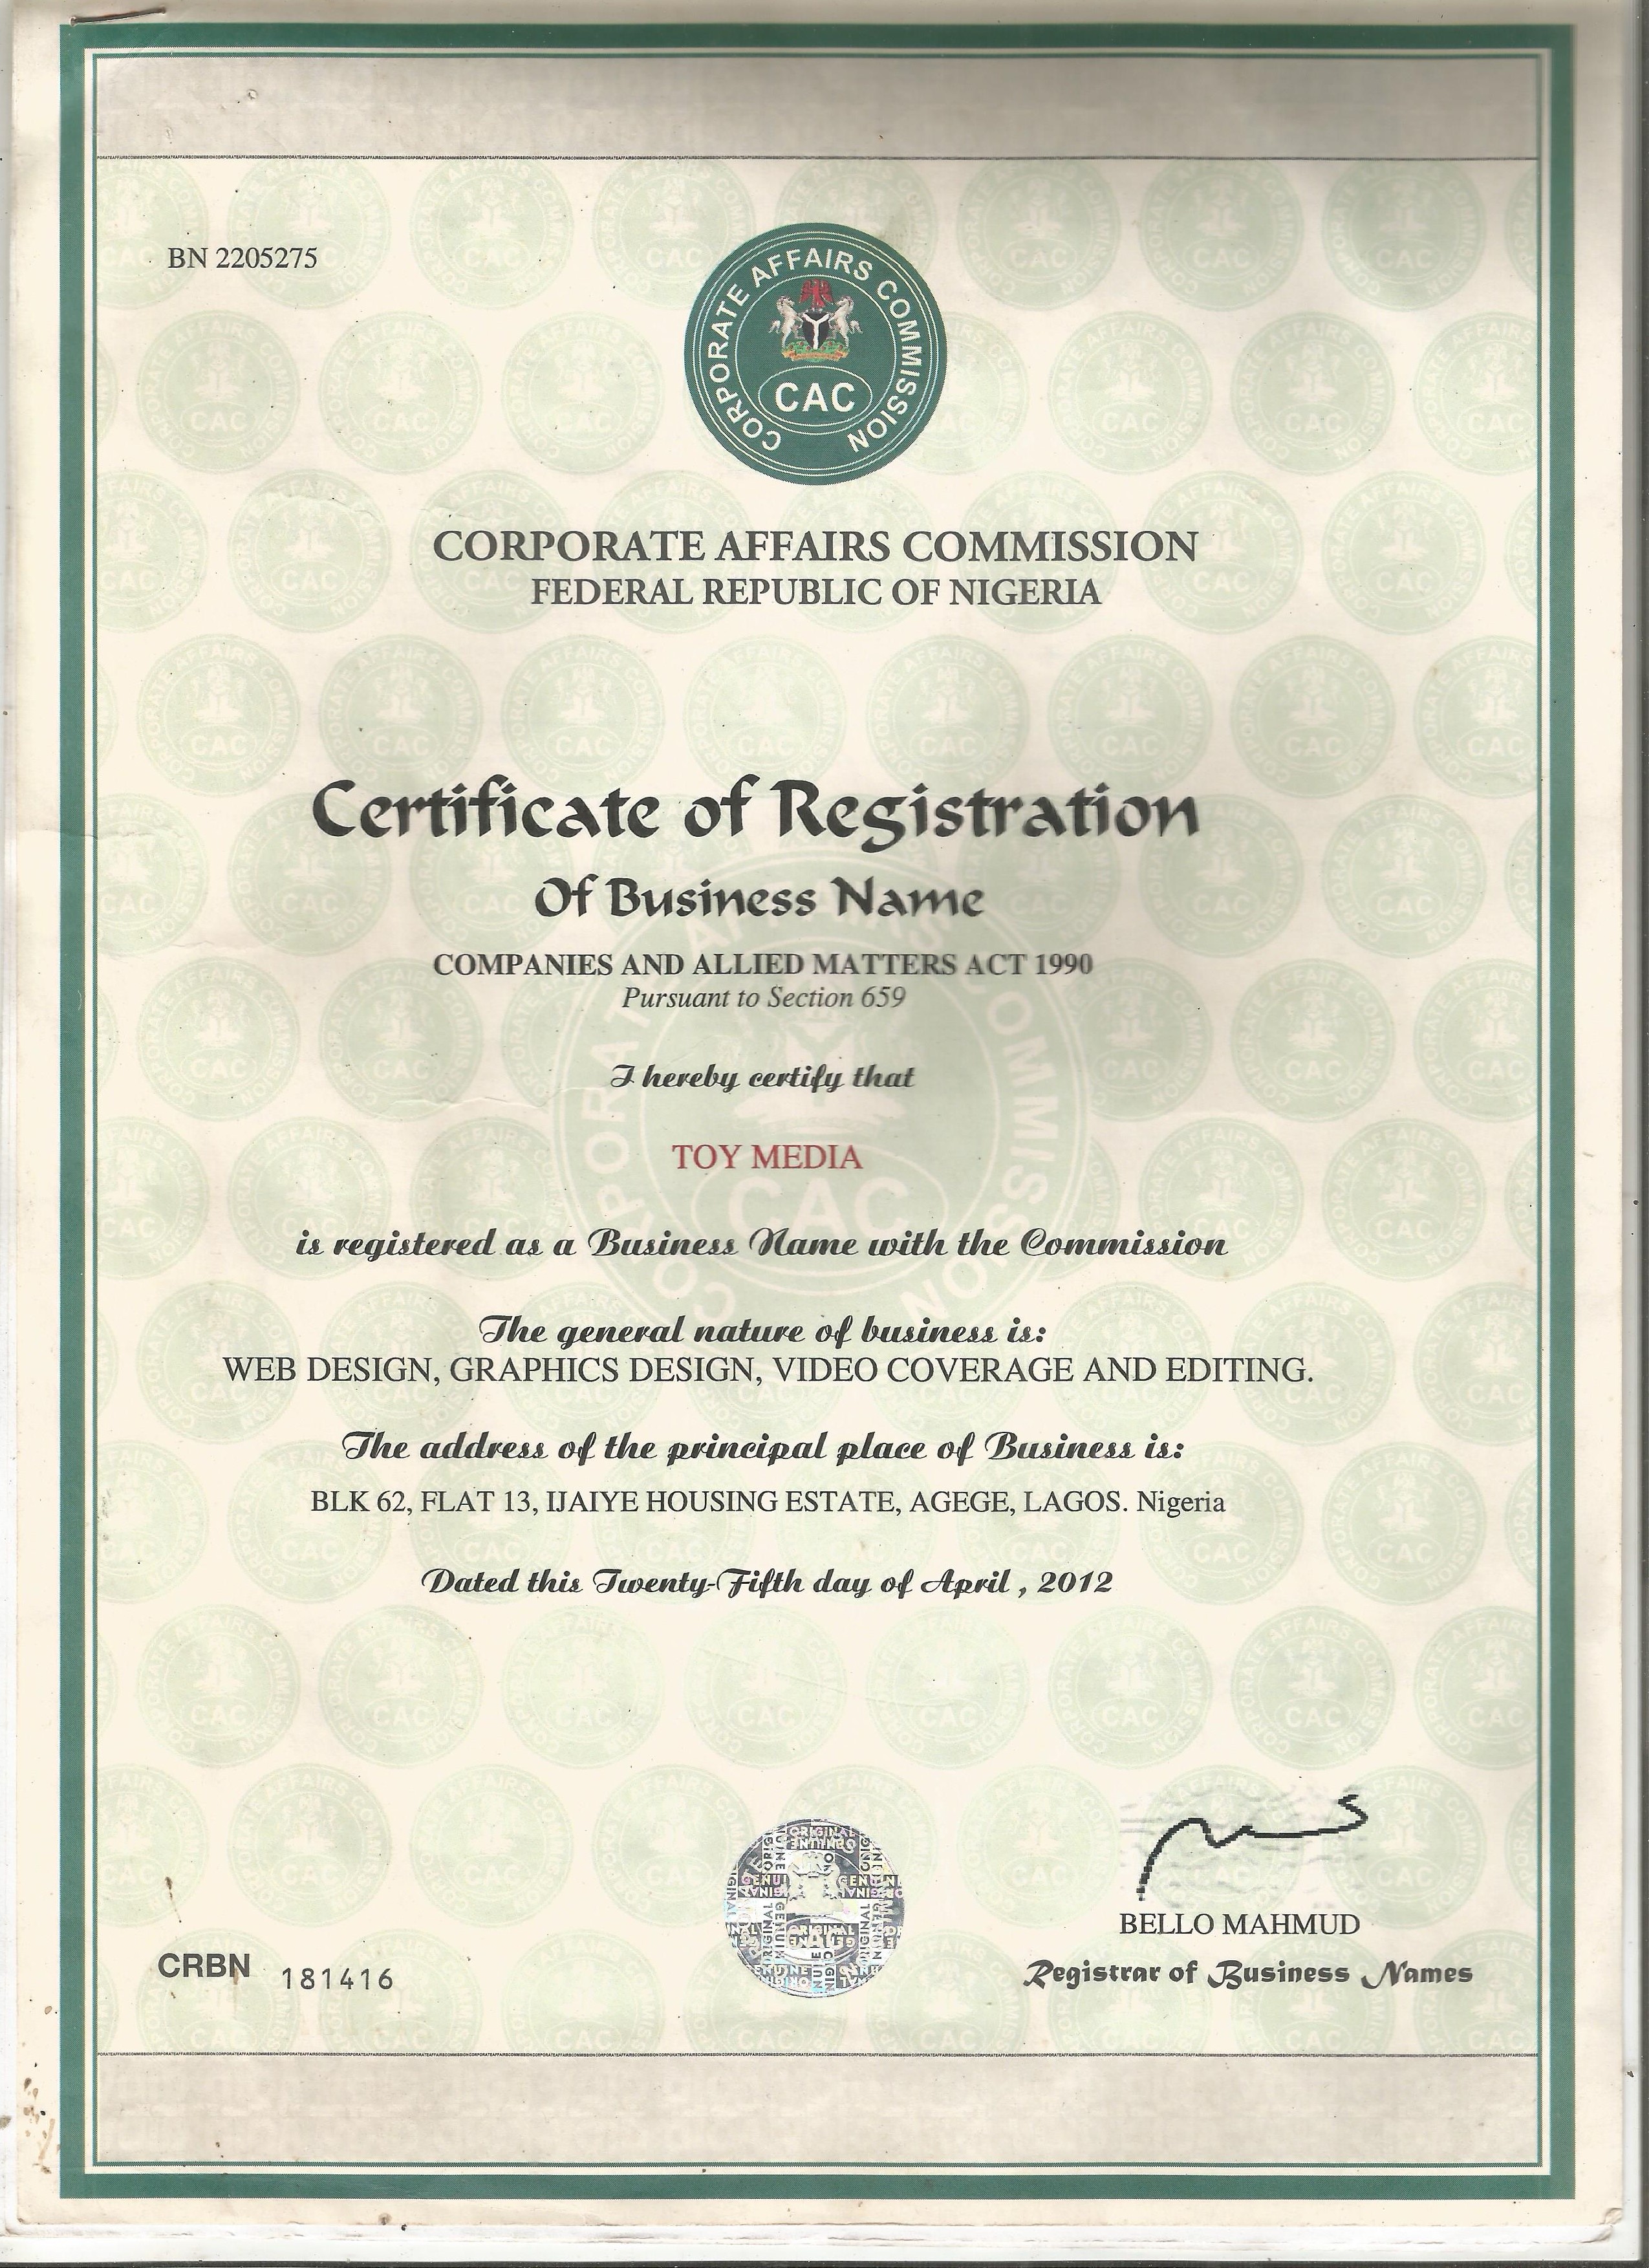 BN 2205275
CORPORATE AFFAIRS COMMISSION
CAC
CORPORATE AFFAIRS COMMISSION
FEDERAL REPUBLIC OF NIGERIA
Certificate of Registration
Of Business Name
COMPANIES AND ALLIED MATTERS ACT 1990
Pursuant to Section 659
I hereby certify that
TOY MEDIA
is registered as a Business Name with the Commission
The general nature of business is:
WEB DESIGN, GRAPHICS DESIGN, VIDEO COVERAGE AND EDITING.
The address of the principal place of Business is:
BLK 62, FLAT 13, IJAIYE HOUSING ESTATE, AGEGE, LAGOS. Nigeria
Dated this Twenty-Fifth day of April , 2012
ORIGINAL
GENUINE
BELLO MAHMUD
Registrar of Business Names
CRBN 181416